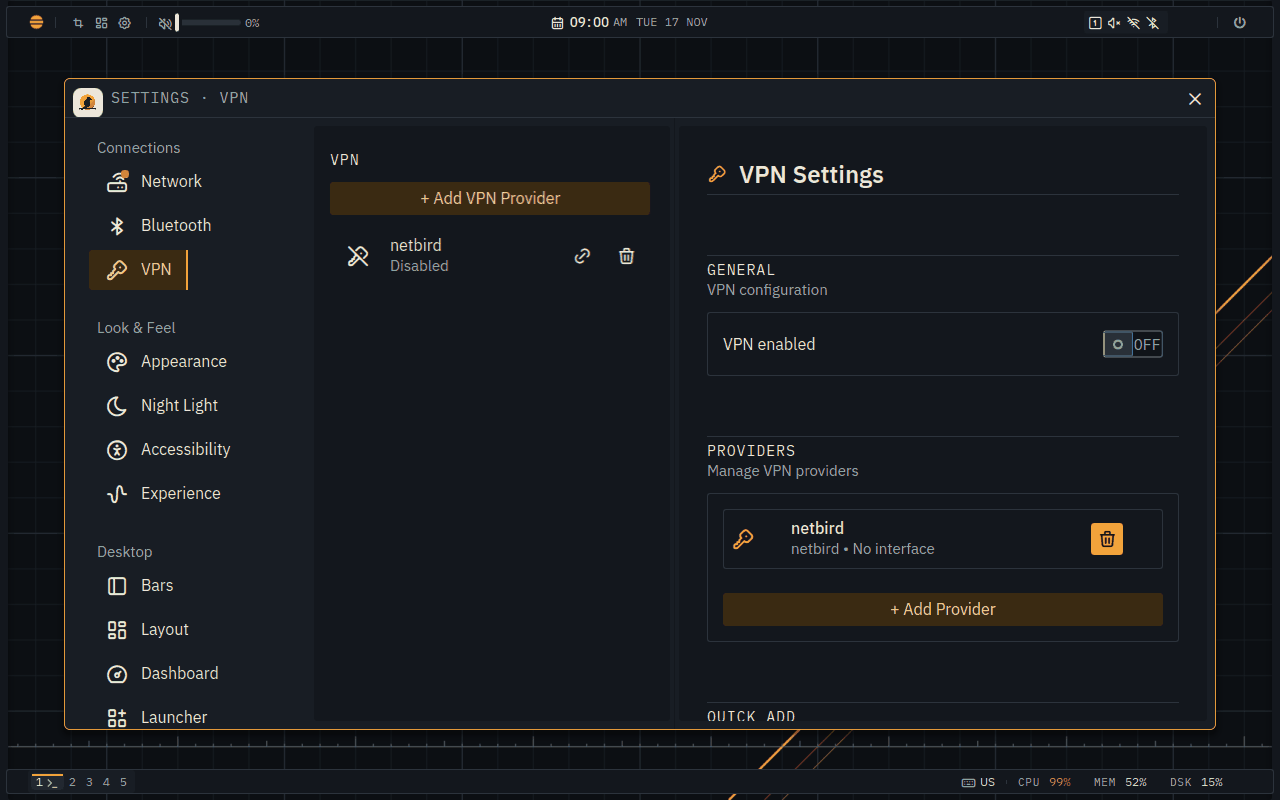 0%
09:00 AM TUE 17 NOV
1
SETTINGS · VPN
Connections
Network
Bluetooth
VPN
Look & Feel
Appearance
Night Light
Accessibility
Experience
Desktop
Bars
Layout
Dashboard
Launcher
VPN
+ Add VPN Provider
netbird
Disabled
VPN Settings
GENERAL
VPN configuration
VPN enabled
OFF
PROVIDERS
Manage VPN providers
netbird
netbird • No interface
+ Add Provider
QUICK ADD
1 2 3 4 5
US CPU 99% MEM 52% DSK 15%